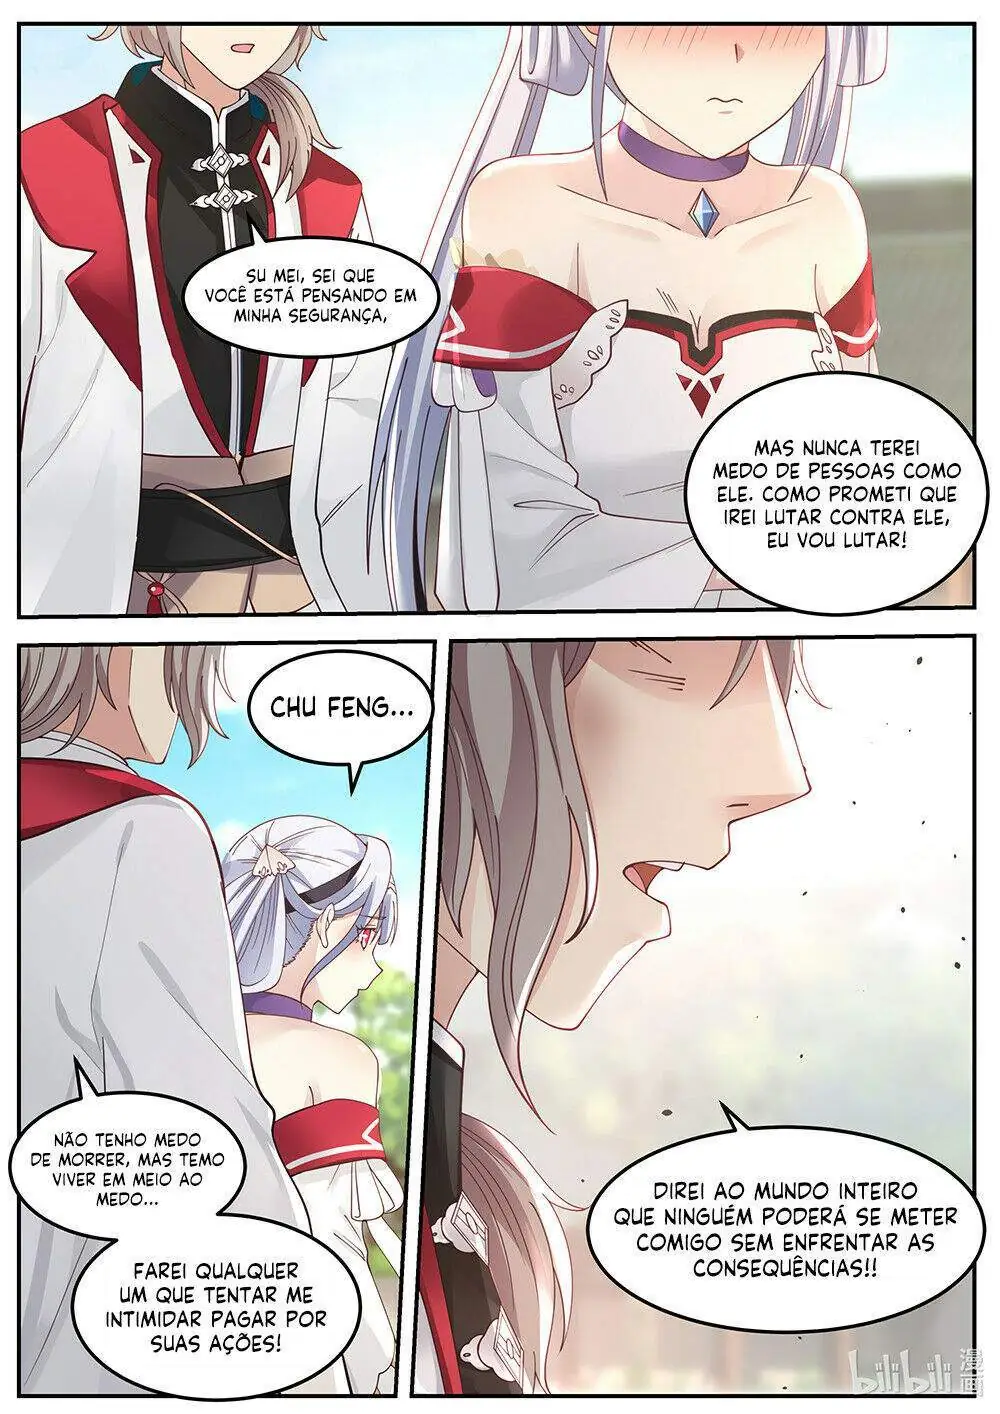 SU MEI, SEI QUE
VOCÊ ESTÁ PENSANDO EM
MINHA SEGURANÇA,
MAS NUNCA TEREI
MEDO DE PESSOAS COMO
ELE. COMO PROMETI QUE
IREI LUTAR CONTRA ELE,
EU VOU LUTAR!
CHU FENG...
NÃO TENHO MEDO
DE MORRER, MAS TEMO
VIVER EM MEIO AO
MEDO...
FAREI QUALQUER
UM QUE TENTAR ME
INTIMIDAR PAGAR POR
SUAS AÇÕES!
DIREI AO MUNDO INTEIRO
QUE NINGUÉM PODERÁ SE METER
COMIGO SEM ENFRENTAR AS
CONSEQUÊNCIAS!!
bilibili 漫画